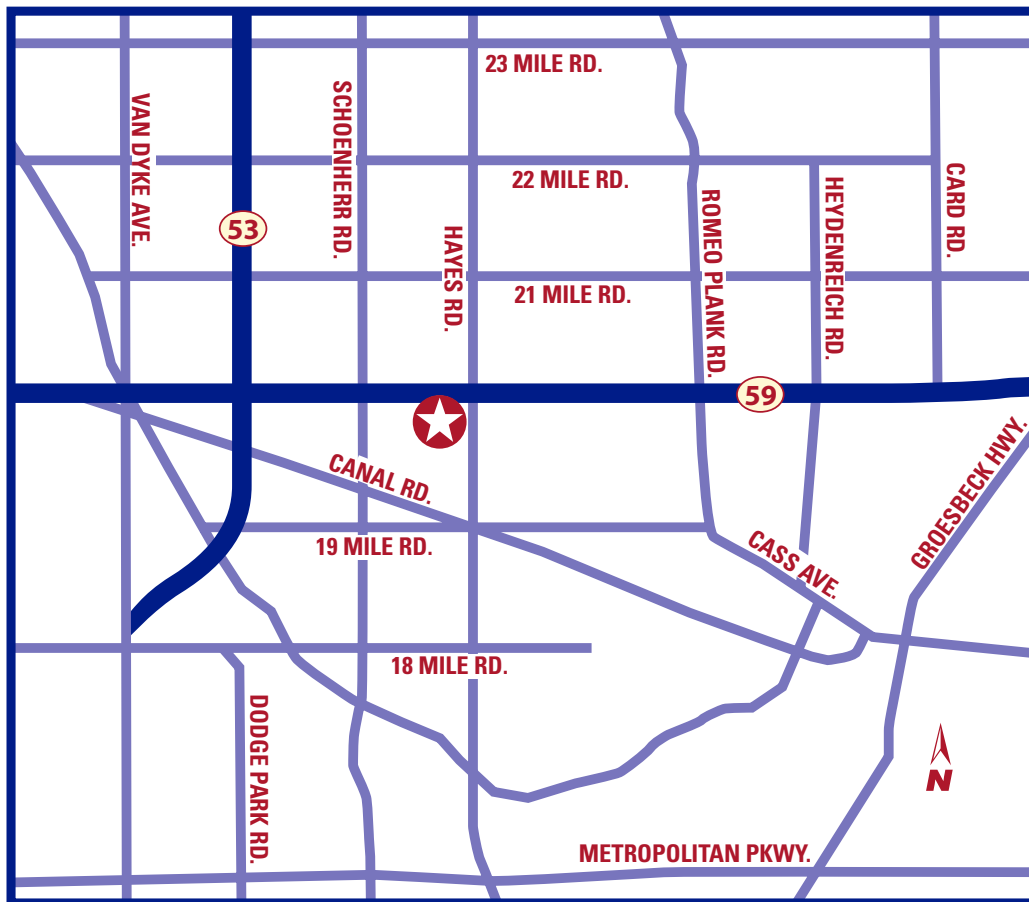 23 MILE RD.
VAN DYKE AVE.
SCHOENHERR RD.
22 MILE RD.
CARD RD.
HEYDENREICH RD.
ROMEO PLANK RD.
53
HAYES RD.
21 MILE RD.
59
CANAL RD.
GROESBECK HWY.
19 MILE RD.
CASS AVE.
18 MILE RD.
DODGE PARK RD.
N
METROPOLITAN PKWY.